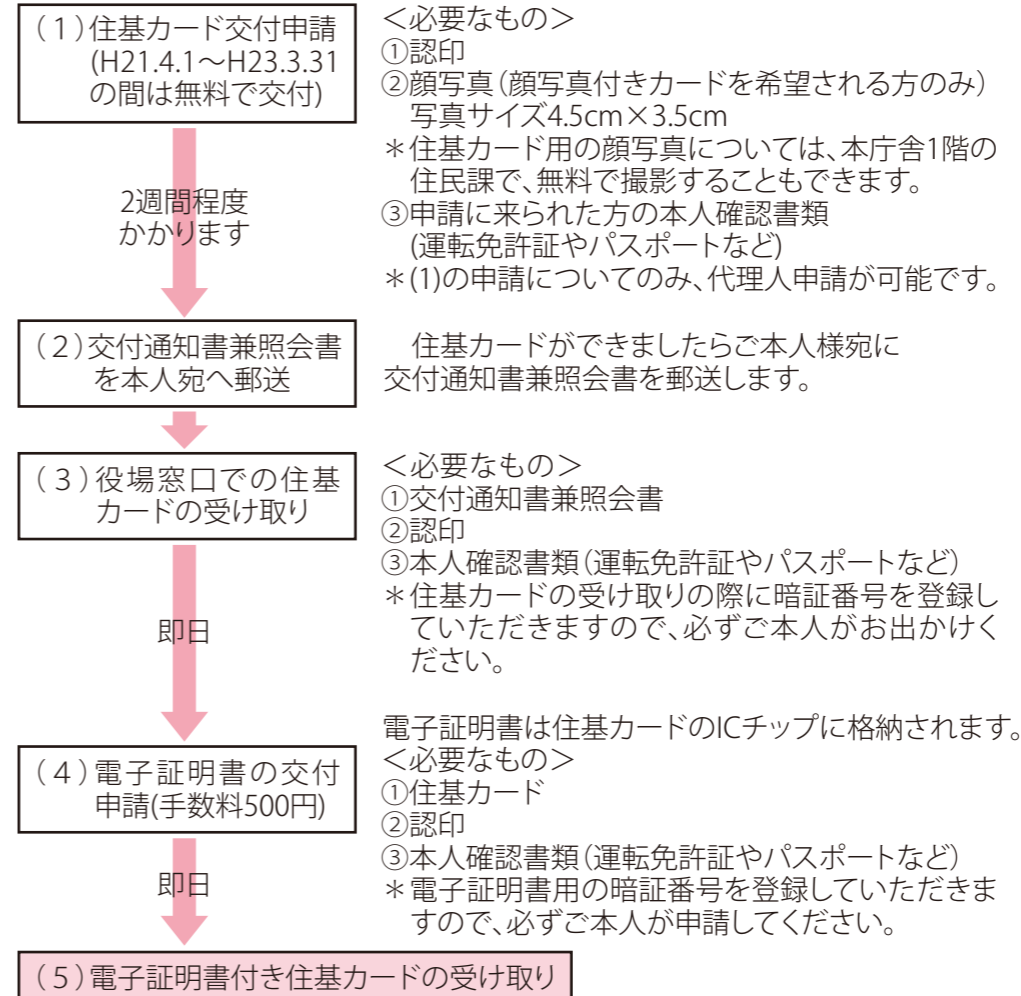 （１）住基カード交付申請
(H21.4.1～H23.3.31
の間は無料で交付)
＜必要なもの＞
①認印
②顔写真（顔写真付きカードを希望される方のみ）
写真サイズ4.5cm×3.5cm
＊住基カード用の顔写真については、本庁舎1階の
住民課で、無料で撮影することもできます。
③申請に来られた方の本人確認書類
(運転免許証やパスポートなど)
＊(1)の申請についてのみ、代理人申請が可能です。
2週間程度
かかります
（２）交付通知書兼照会書
を本人宛へ郵送
住基カードができましたらご本人様宛に
交付通知書兼照会書を郵送します。
（３）役場窓口での住基
カードの受け取り
＜必要なもの＞
①交付通知書兼照会書
②認印
③本人確認書類（運転免許証やパスポートなど）
＊住基カードの受け取りの際に暗証番号を登録し
ていただきますので、必ずご本人がお出かけく
ださい。
即日
（４）電子証明書の交付
申請(手数料500円)
電子証明書は住基カードのICチップに格納されます。
＜必要なもの＞
①住基カード
②認印
③本人確認書類（運転免許証やパスポートなど）
＊電子証明書用の暗証番号を登録していただきま
すので、必ずご本人が申請してください。
即日
（５）電子証明書付き住基カードの受け取り